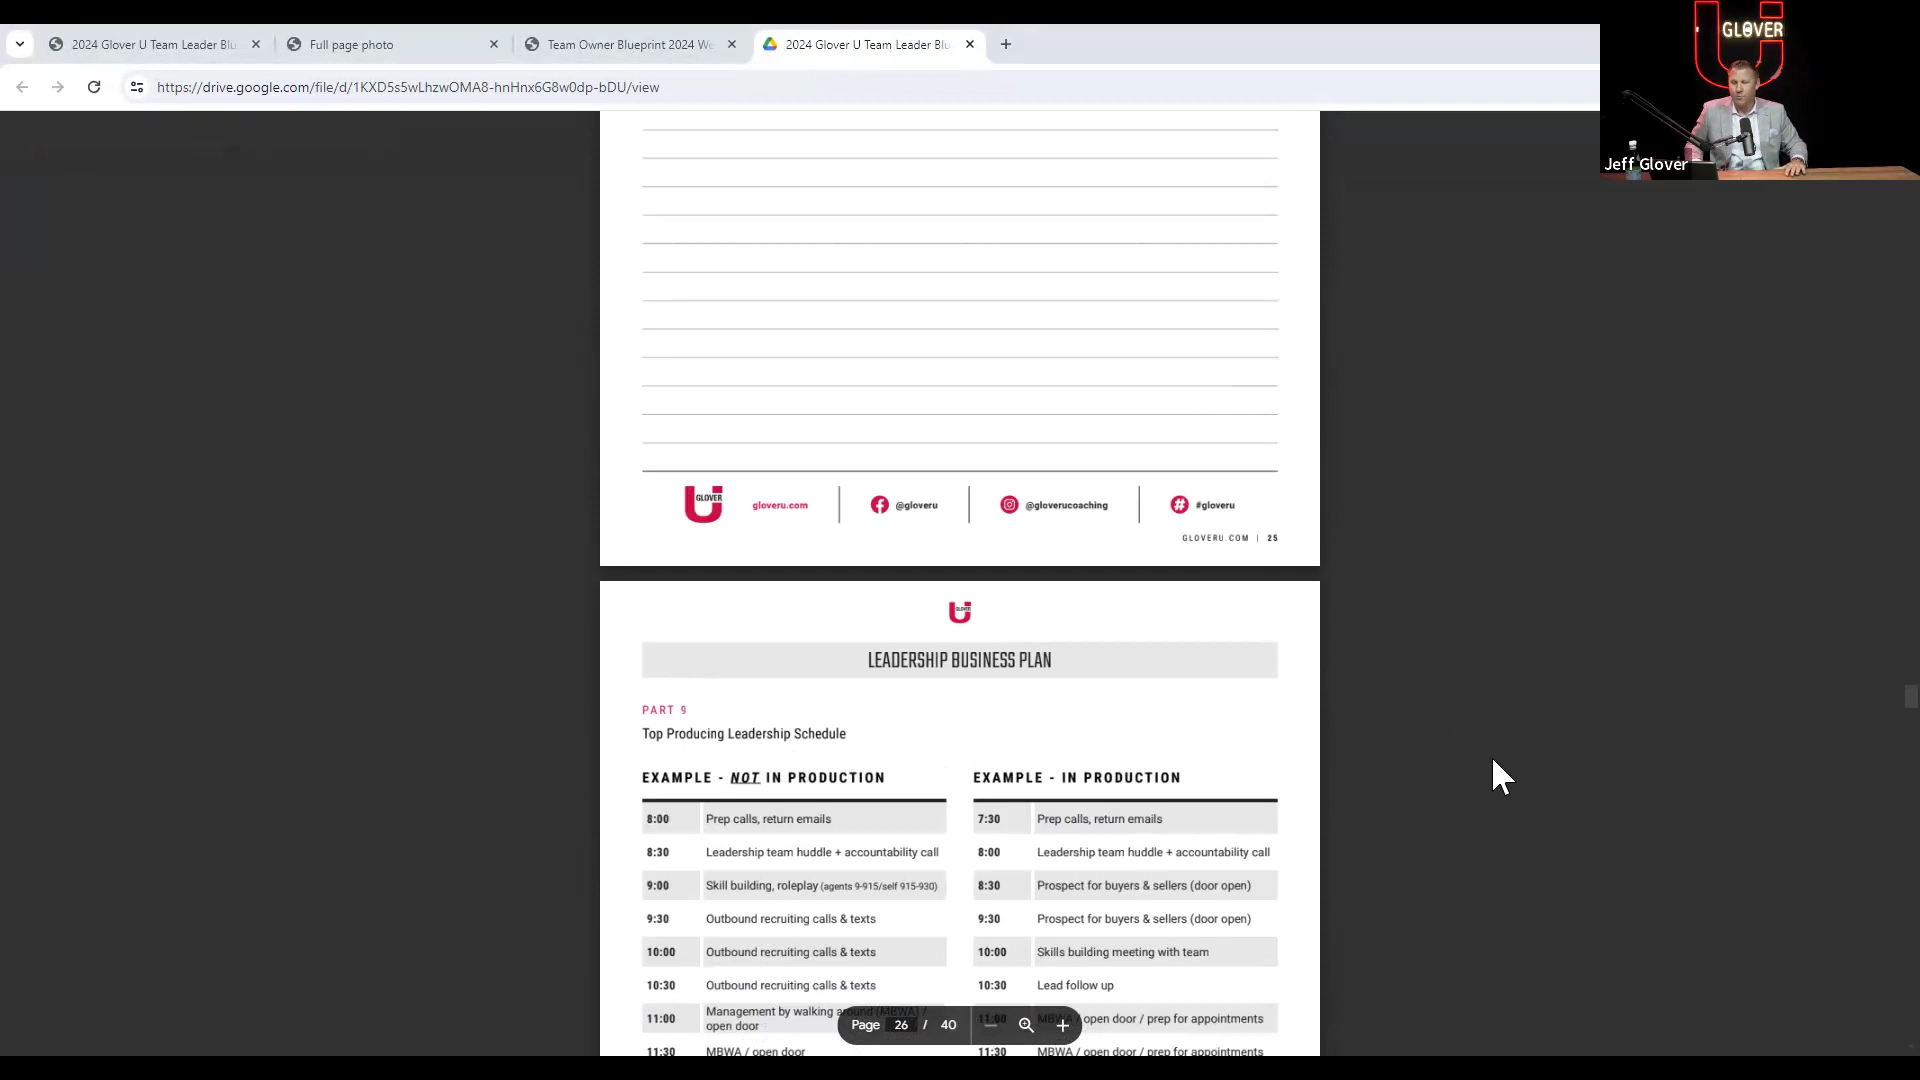 2024 Glover U Team Leader Blu
Full page photo
Team Owner Blueprint 2024 We
2024 Glover U Team Leader Blu
https://drive.google.com/file/d/1KXD5s5wLhzwOMA8-hnHnx6G8w0dp-bDU/view
GLOVER
Jeff Glover
GLOVER
gloveru.com
@gloveru
@gloverucoaching
#gloveru
GLOVERU.COM | 25
GLOVER
LEADERSHIP BUSINESS PLAN
PART 9
Top Producing Leadership Schedule
EXAMPLE - NOT IN PRODUCTION
8:00 Prep calls, return emails
8:30 Leadership team huddle + accountability call
9:00 Skill building, roleplay (agents 9-915/self 915-930)
9:30 Outbound recruiting calls & texts
10:00 Outbound recruiting calls & texts
10:30 Outbound recruiting calls & texts
11:00 Management by walking around (MBWA) /
open door
11:30 MBWA / open door
EXAMPLE - IN PRODUCTION
7:30 Prep calls, return emails
8:00 Leadership team huddle + accountability call
8:30 Prospect for buyers & sellers (door open)
9:30 Prospect for buyers & sellers (door open)
10:00 Skills building meeting with team
10:30 Lead follow up
11:00 MBWA / open door / prep for appointments
11:30 MBWA / open door / prep for appointments
Page 26 / 40